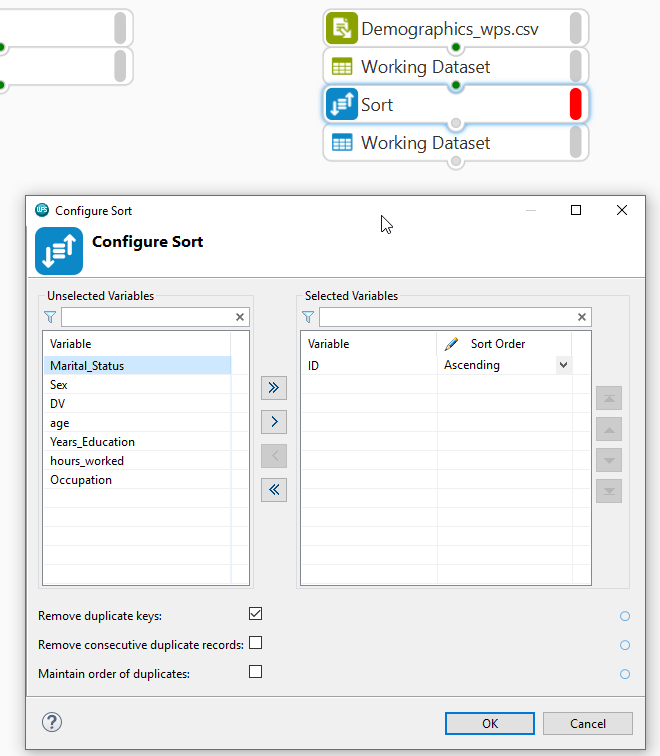 Demographics_wps.csv
Working Dataset
Sort
Working Dataset
WPS Configure Sort
Configure Sort
Unselected Variables Selected Variables
Variable Variable Sort Order
Marital_Status ID Ascending
Sex
DV
age
Years_Education
hours_worked
Occupation
Remove duplicate keys:
Remove consecutive duplicate records:
Maintain order of duplicates:
? OK Cancel